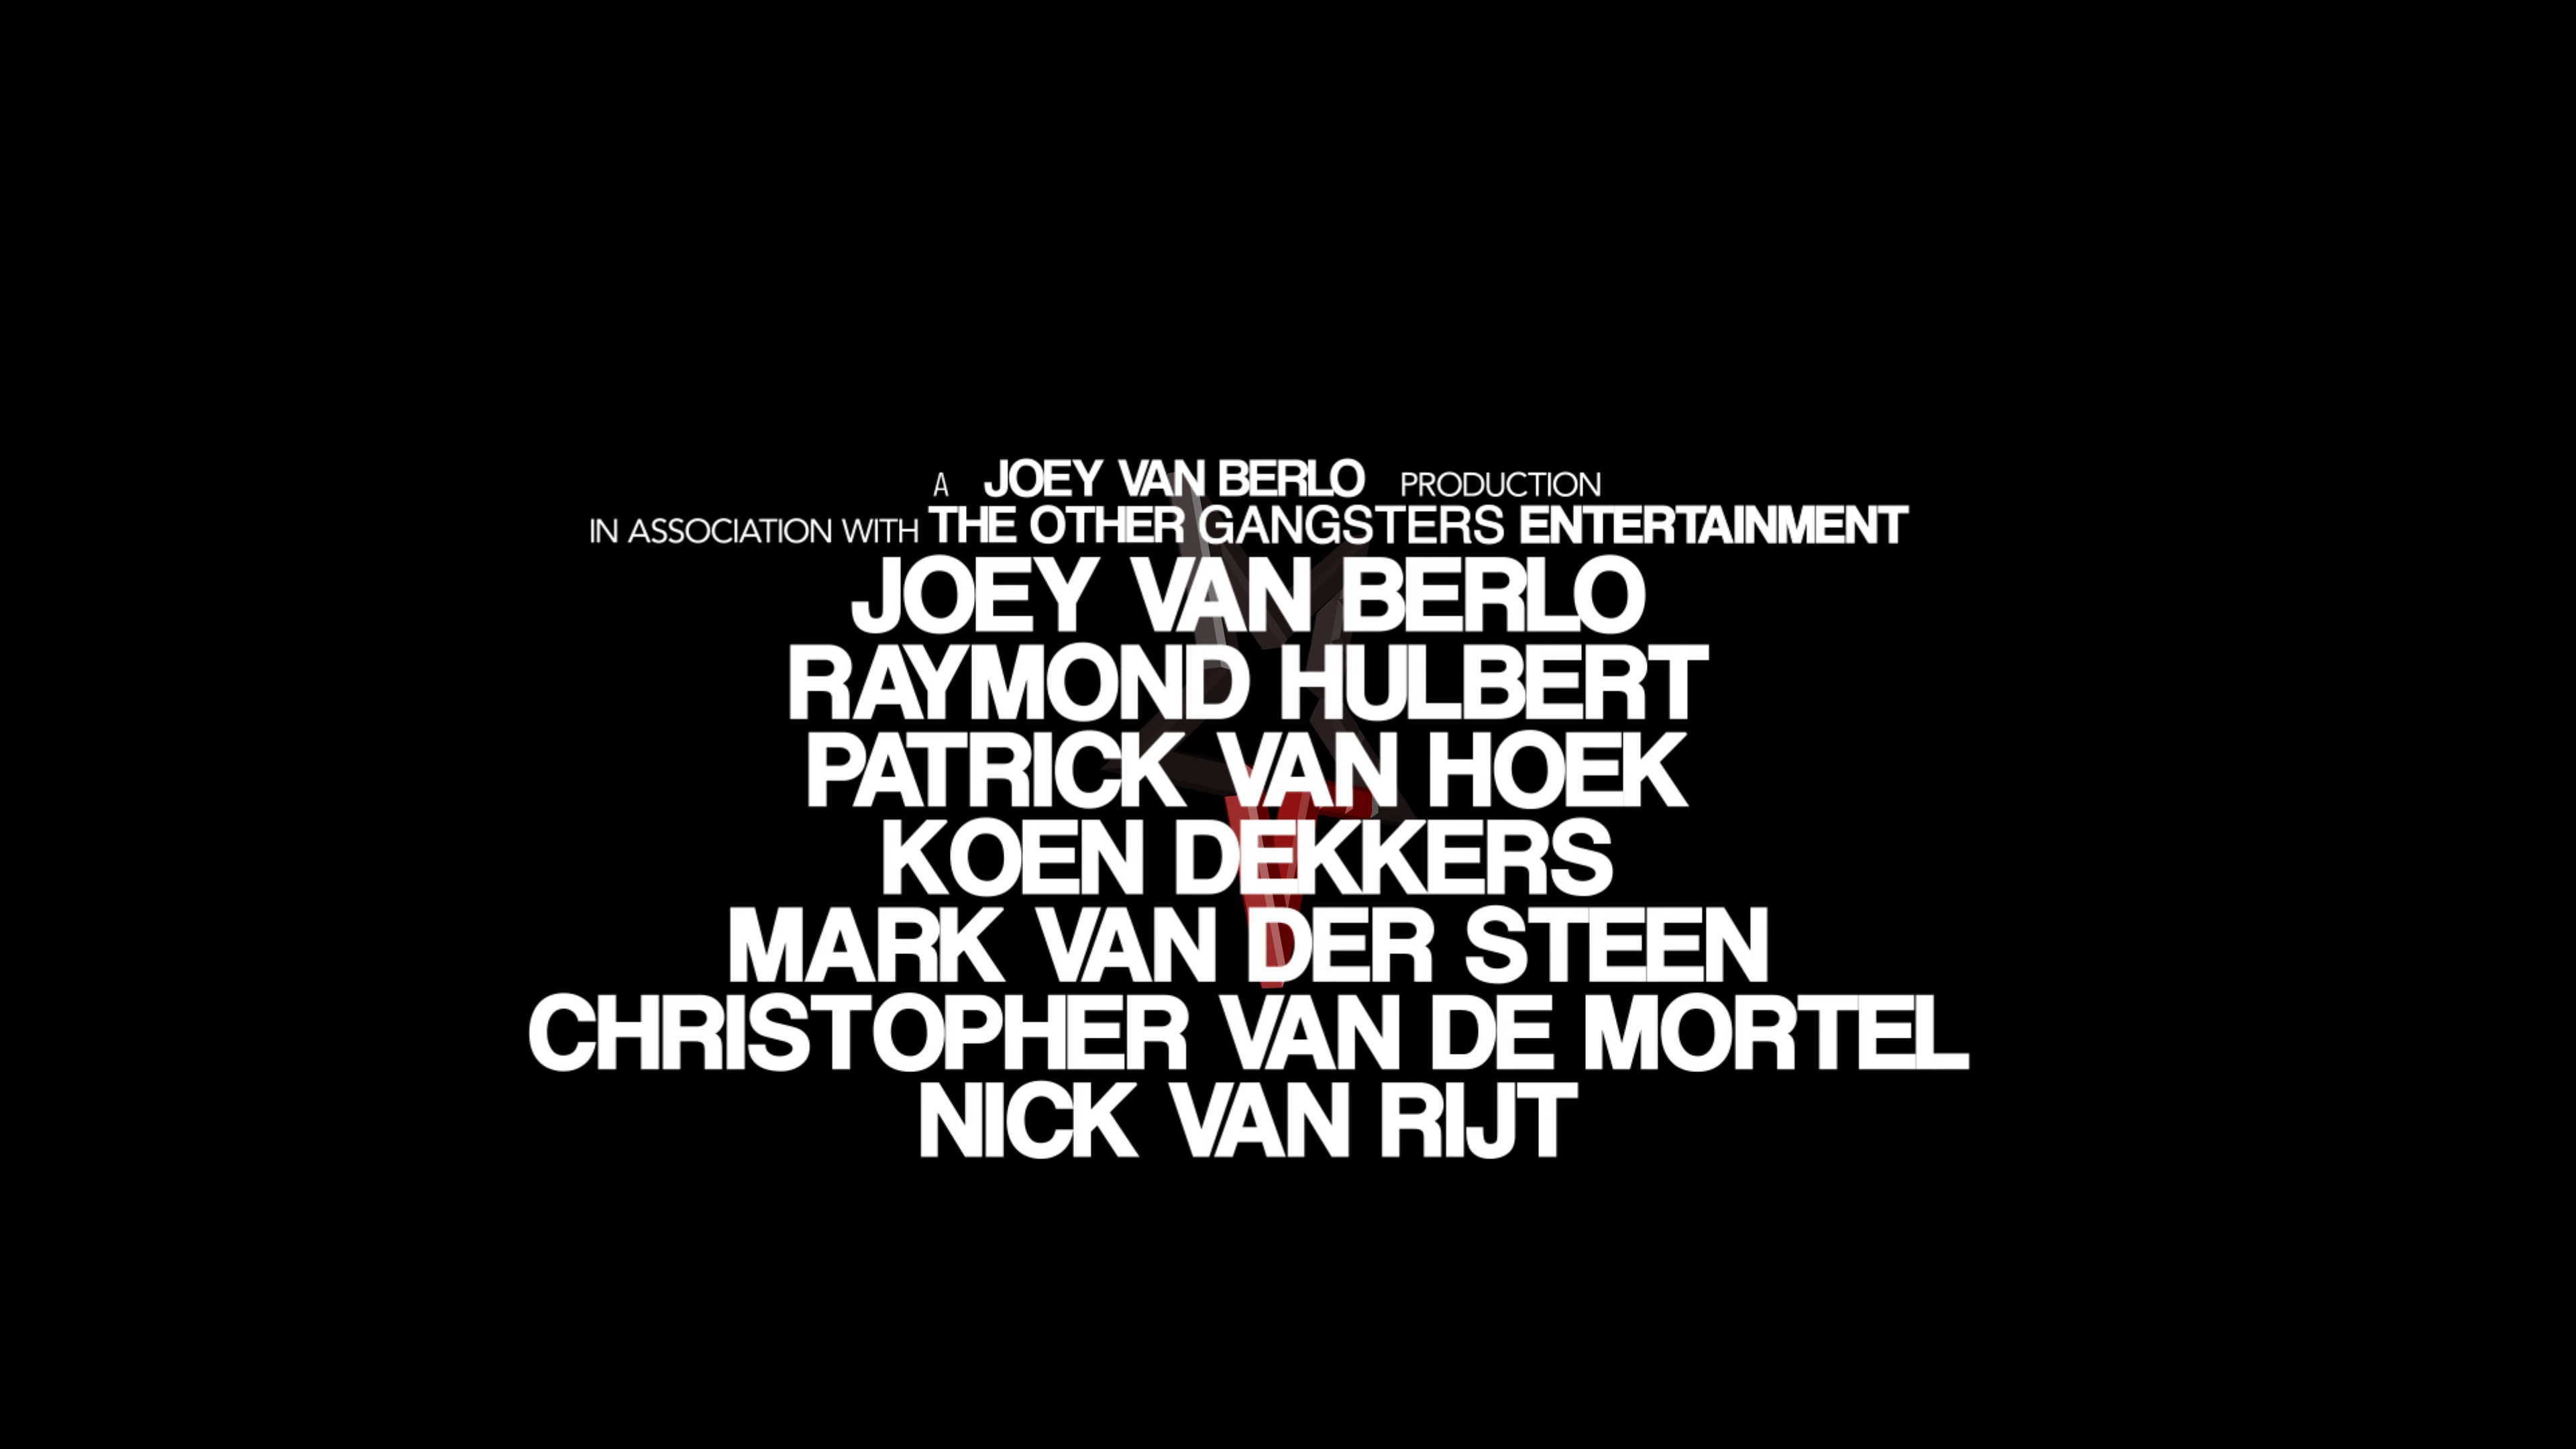 A JOEY VAN BERLO PRODUCTION
IN ASSOCIATION WITH THE OTHER GANGSTERS ENTERTAINMENT
JOEY VAN BERLO
RAYMOND HULBERT
PATRICK VAN HOEK
KOEN DEKKERS
MARK VAN DER STEEN
CHRISTOPHER VAN DE MORTEL
NICK VAN RIJT